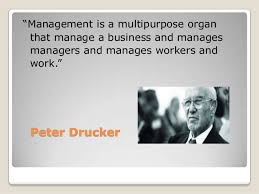 “Management is a multipurpose organ
that manage a business and manages
managers and manages workers and
work.”
Peter Drucker